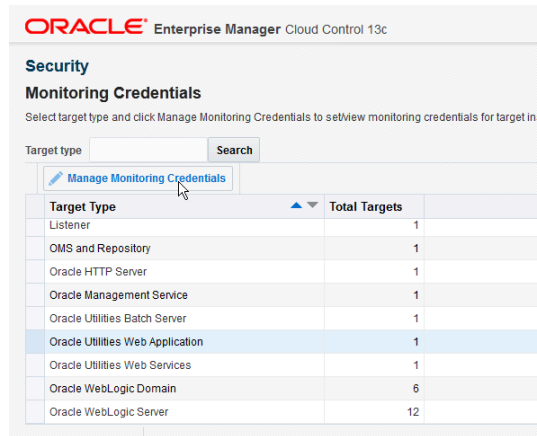 ORACLE Enterprise Manager Cloud Control 13c
Security
Monitoring Credentials
Select target type and click Manage Monitoring Credentials to set/view monitoring credentials for target in
Target type Search
Manage Monitoring Credentials
Target Type Total Targets
Listener 1
OMS and Repository 1
Oracle HTTP Server 1
Oracle Management Service 1
Oracle Utilities Batch Server 1
Oracle Utilities Web Application 1
Oracle Utilities Web Services 1
Oracle WebLogic Domain 6
Oracle WebLogic Server 12